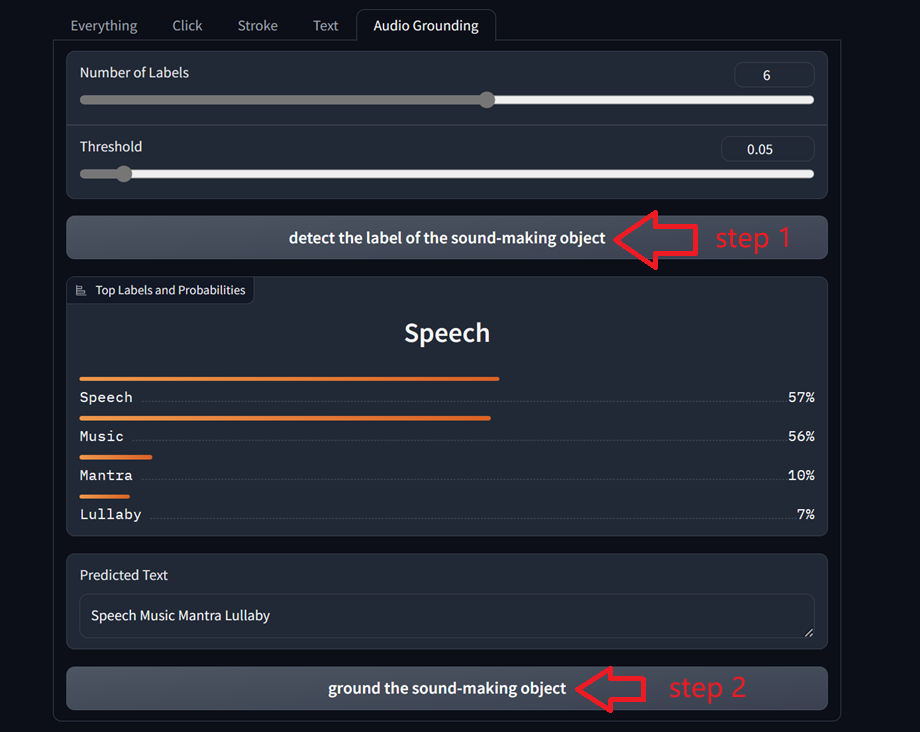 Everything Click Stroke Text Audio Grounding
Number of Labels 6
Threshold 0.05
detect the label of the sound-making object step 1
Top Labels and Probabilities
Speech
Speech 57%
Music 56%
Mantra 10%
Lullaby 7%
Predicted Text
Speech Music Mantra Lullaby
ground the sound-making object step 2